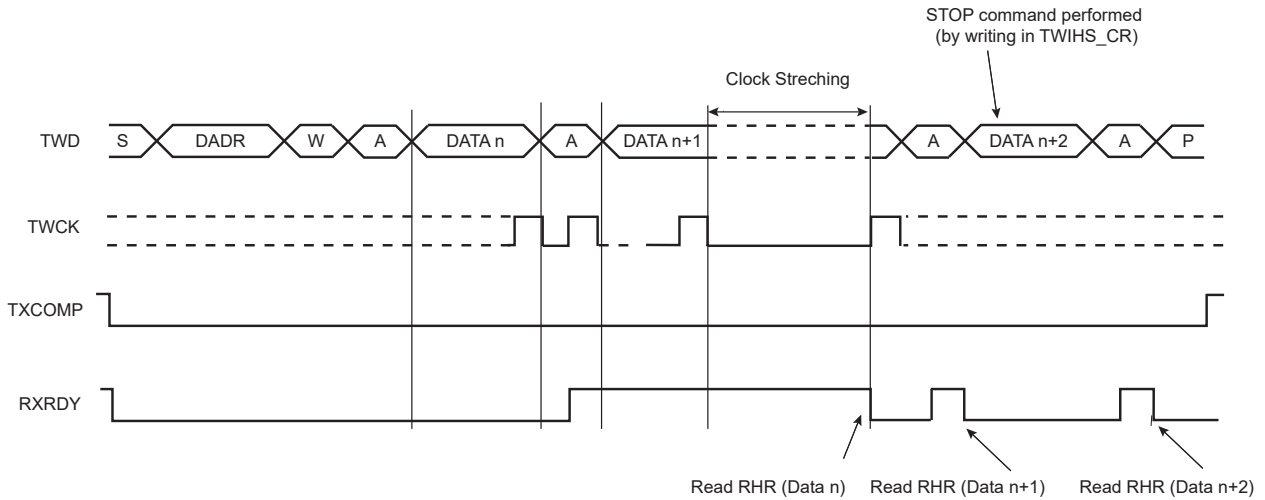 STOP command performed
(by writing in TWIHS_CR)
Clock Streching
TWD S DADR W A DATA n A DATA n+1 A DATA n+2 A P
TWCK
TXCOMP
RXRDY
Read RHR (Data n) Read RHR (Data n+1) Read RHR (Data n+2)